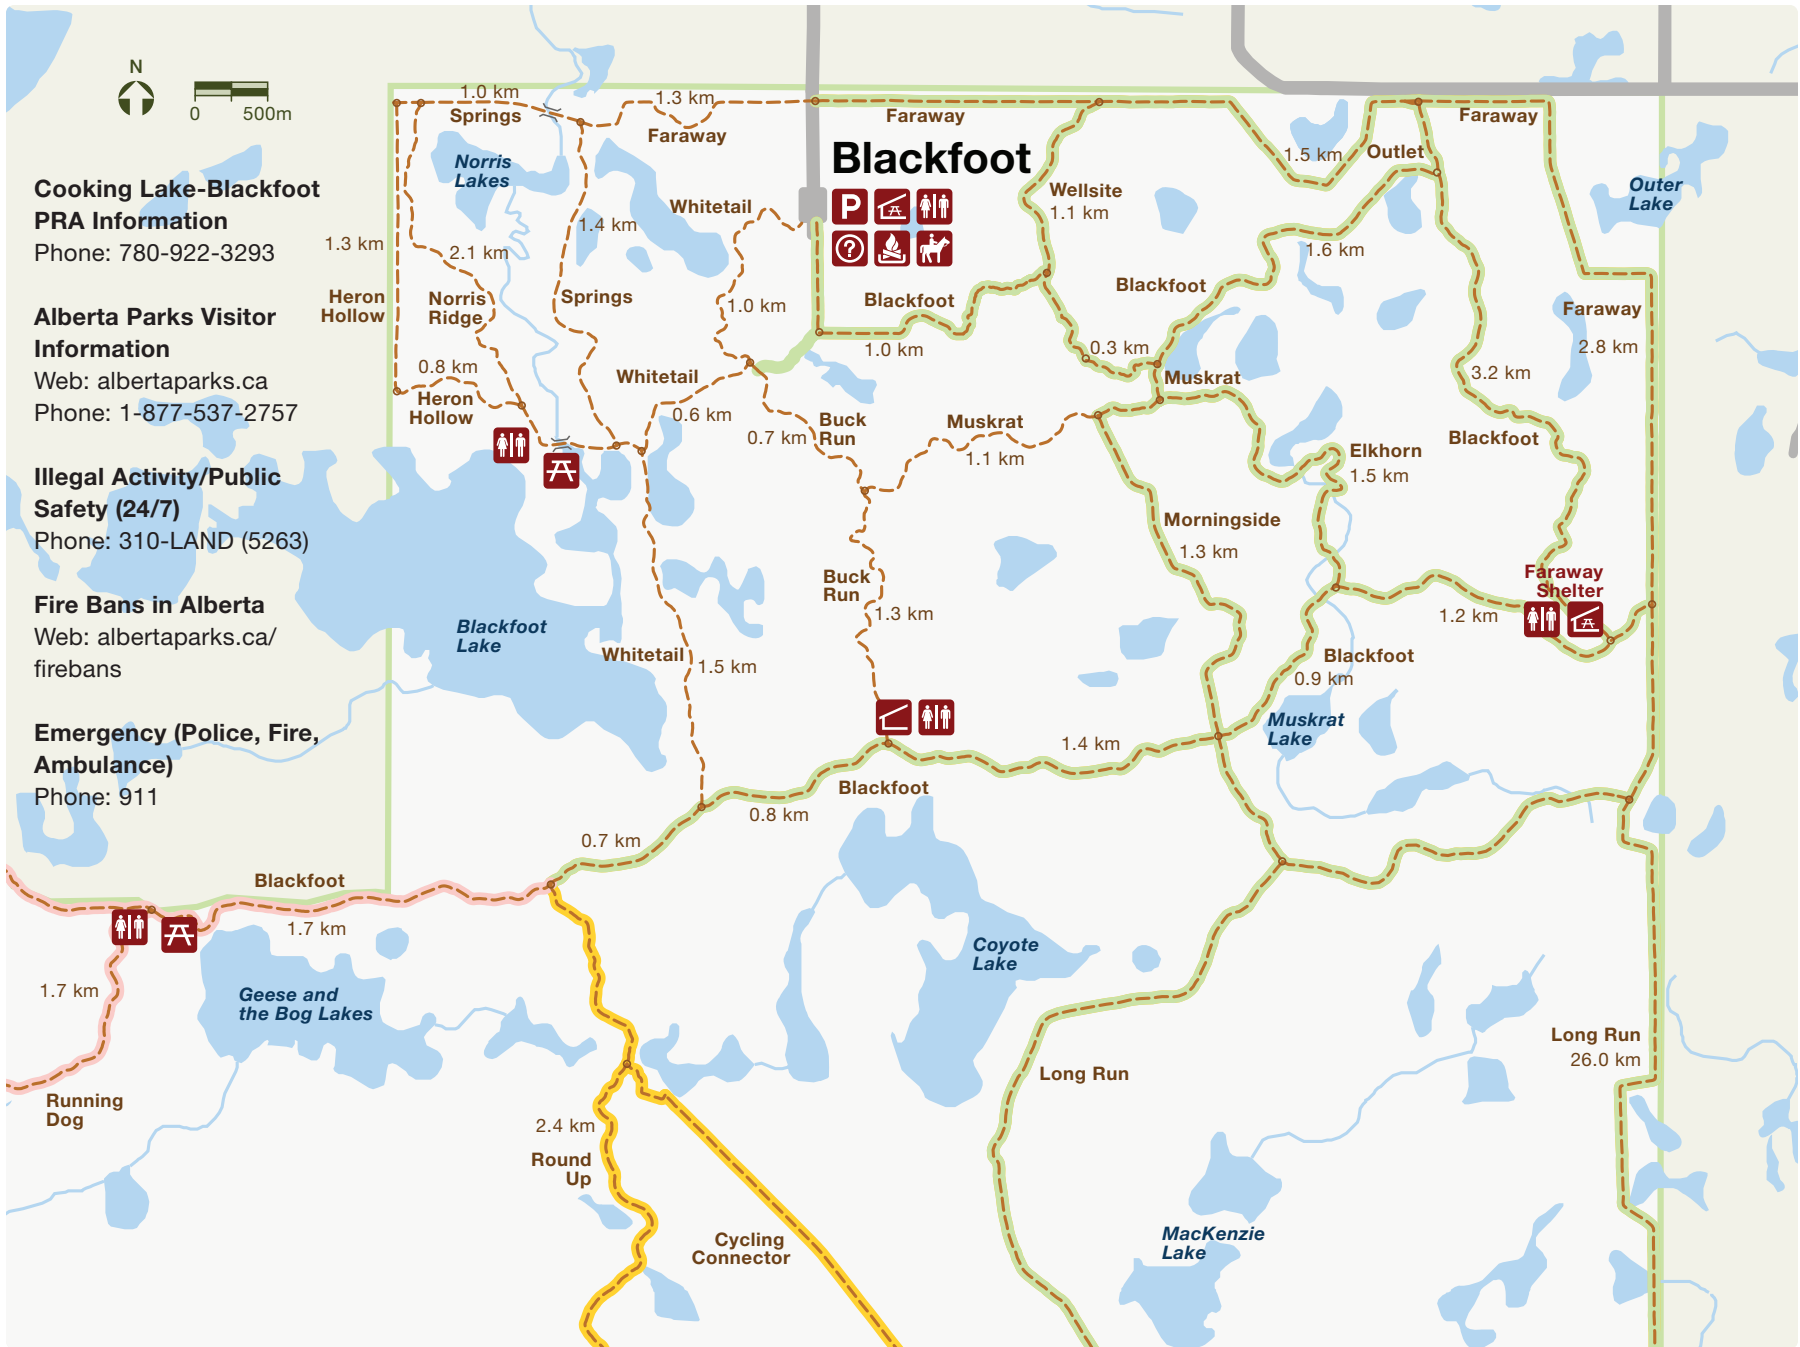 N
0 500m
Cooking Lake-Blackfoot
PRA Information
Phone: 780-922-3293
Alberta Parks Visitor
Information
Web: albertaparks.ca
Phone: 1-877-537-2757
Illegal Activity/Public
Safety (24/7)
Phone: 310-LAND (5263)
Fire Bans in Alberta
Web: albertaparks.ca/
firebans
Emergency (Police, Fire,
Ambulance)
Phone: 911
1.0 km
Springs
1.3 km
Faraway
Norris
Lakes
1.3 km
Heron
Hollow
2.1 km
Norris
Ridge
0.8 km
Heron
Hollow
1.4 km
Springs
Whitetail
1.0 km
Whitetail
0.6 km
Blackfoot
P
?
Faraway
Wellsite
1.1 km
Blackfoot
1.0 km
1.5 km
Outlet
Faraway
Outer
Lake
1.6 km
Blackfoot
0.3 km
Muskrat
Faraway
2.8 km
3.2 km
Blackfoot
0.7 km
Buck
Run
Muskrat
1.1 km
Elkhorn
1.5 km
Morningside
1.3 km
Buck
Run
1.3 km
Faraway
Shelter
1.2 km
Blackfoot
0.9 km
Muskrat
Lake
Blackfoot
Lake
Whitetail
1.5 km
1.4 km
Blackfoot
0.8 km
0.7 km
Blackfoot
1.7 km
1.7 km
Geese and
the Bog Lakes
Running
Dog
Coyote
Lake
Long Run
Long Run
26.0 km
2.4 km
Round
Up
Cycling
Connector
MacKenzie
Lake